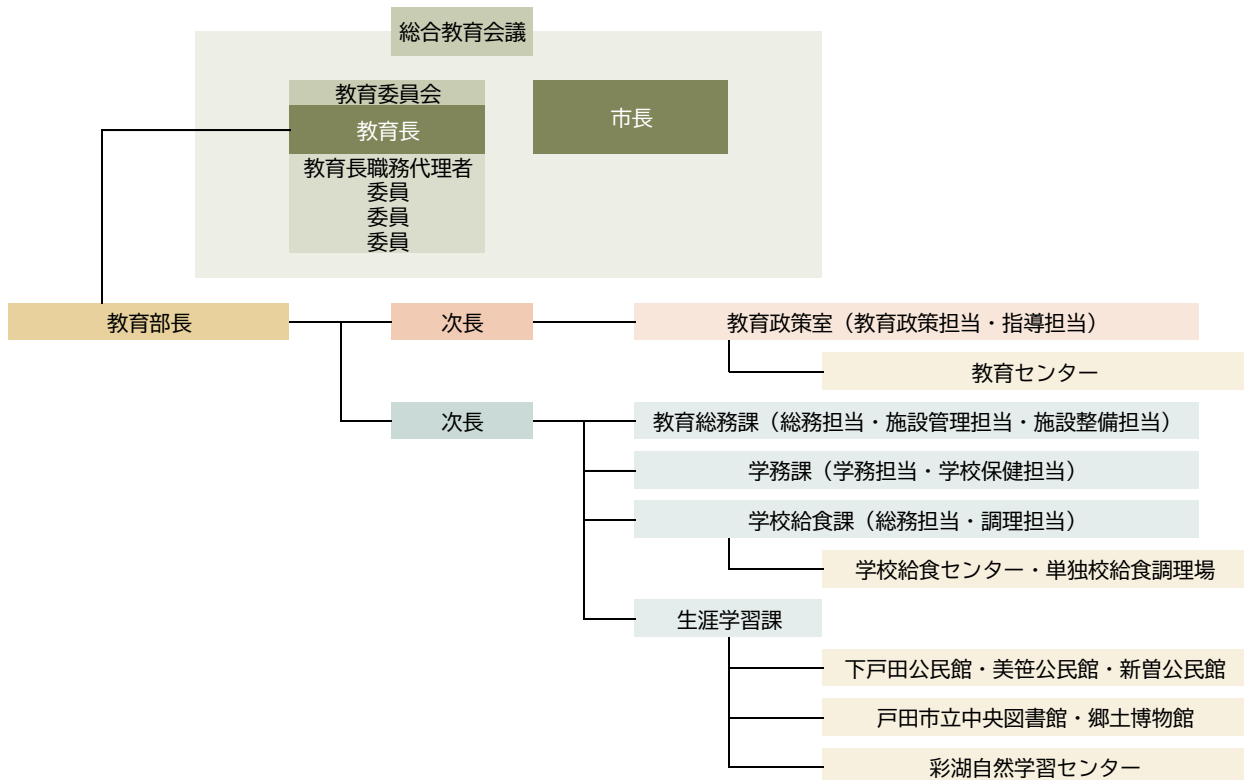 総合教育会議
教育委員会
教育長
教育長職務代理者
委員
委員
委員
市長
教育部長
次長
教育政策室（教育政策担当・指導担当）
教育センター
次長
教育総務課（総務担当・施設管理担当・施設整備担当）
学務課（学務担当・学校保健担当）
学校給食課（総務担当・調理担当）
学校給食センター・単独校給食調理場
生涯学習課
下戸田公民館・美笹公民館・新曽公民館
戸田市立中央図書館・郷土博物館
彩湖自然学習センター